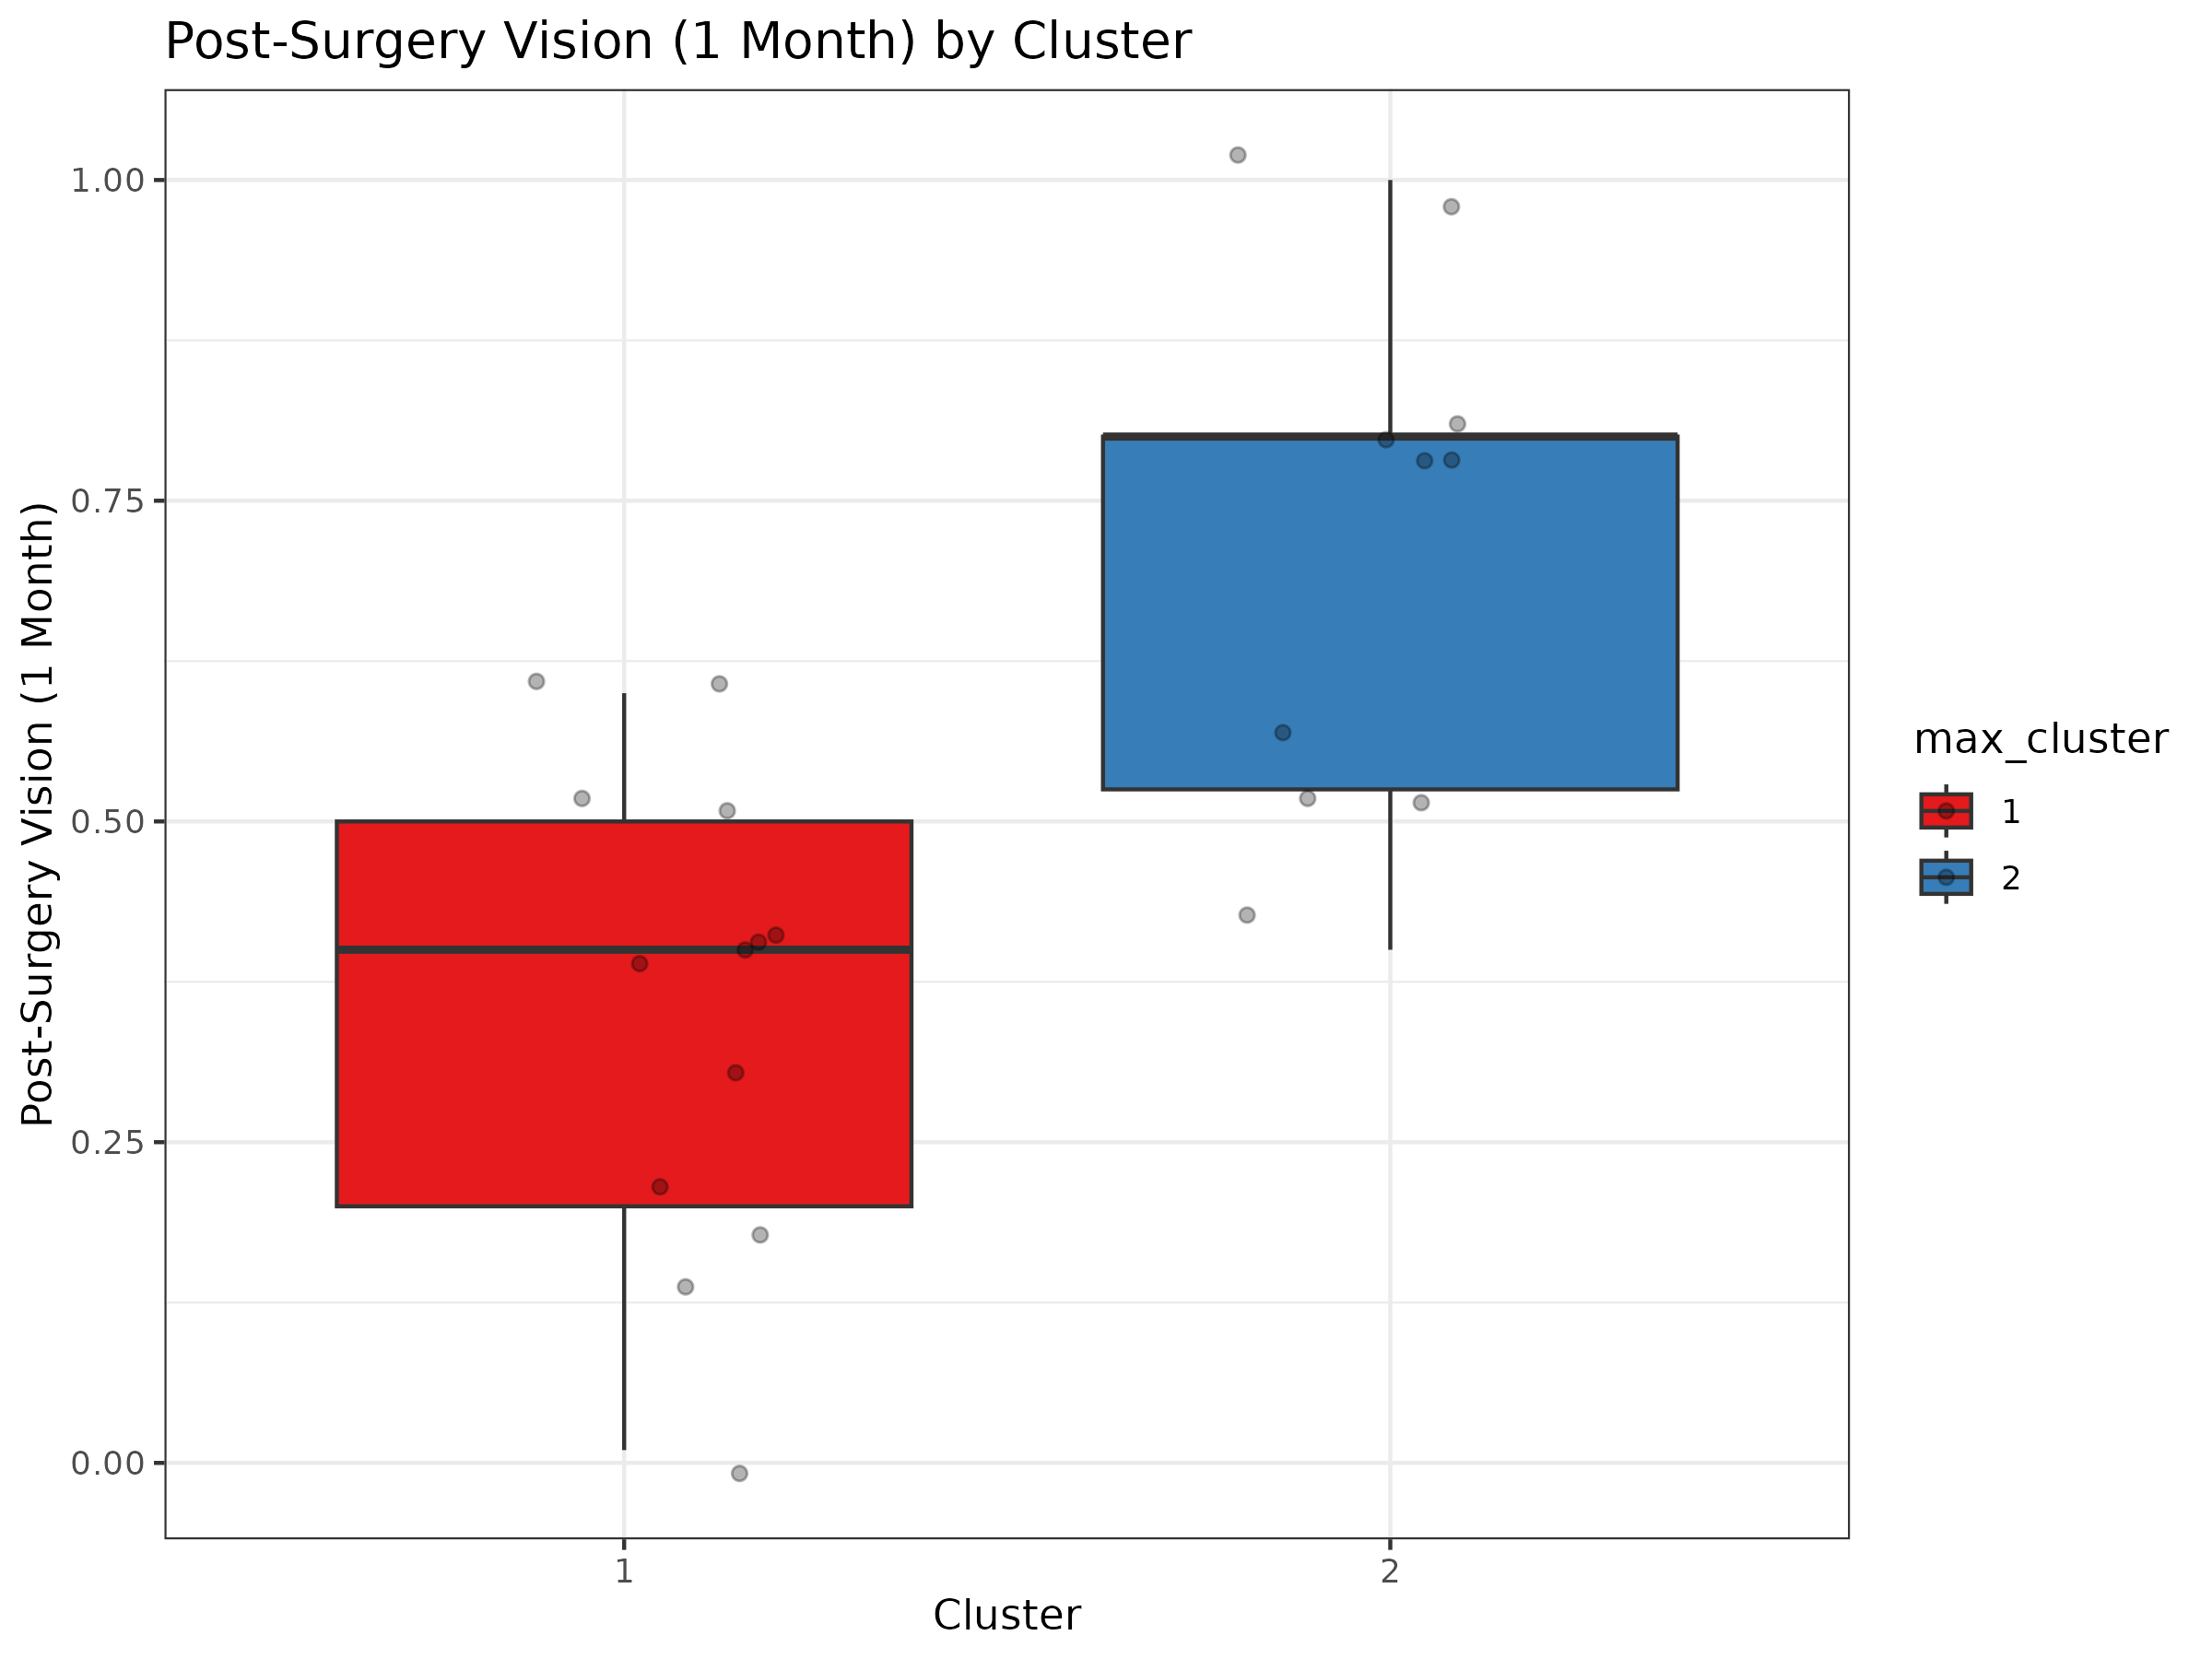 Post-Surgery Vision (1 Month) by Cluster
Post-Surgery Vision (1 Month)
1.00
0.75
0.50
0.25
0.00
1
2
Cluster
max_cluster
1
2